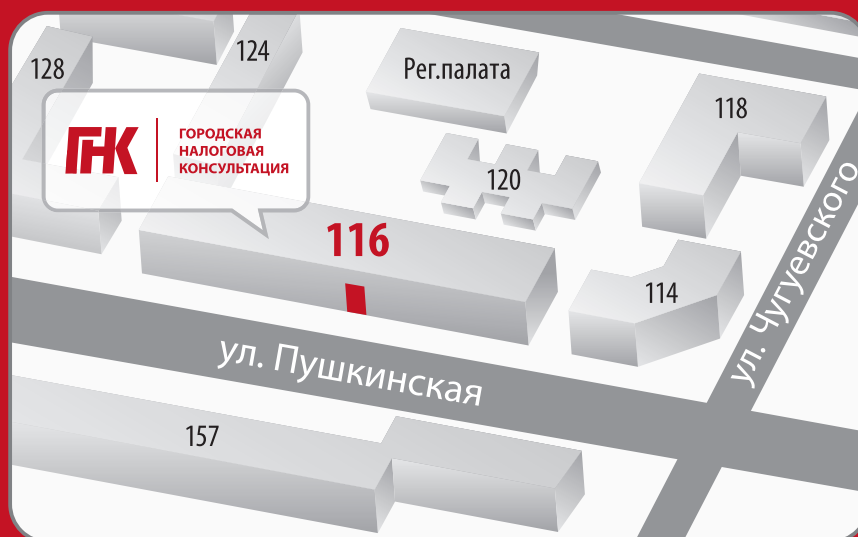 124
128
Рег.палата
118
ГНК
ГОРОДСКАЯ
НАЛОГОВАЯ
КОНСУЛЬТАЦИЯ
120
116
114
ул. Чугуевского
ул. Пушкинская
157